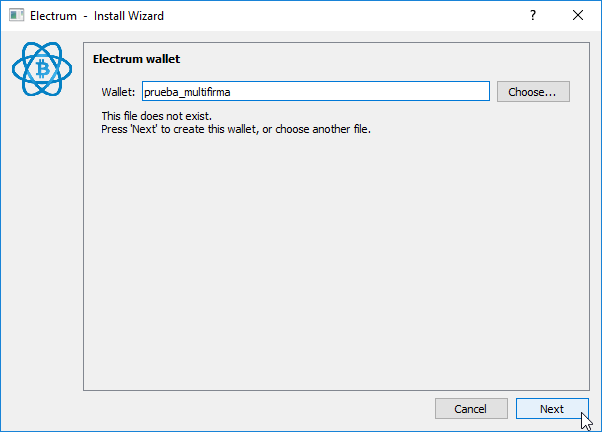 Electrum - Install Wizard
?
Electrum wallet
Wallet: prueba_multifirma Choose...
This file does not exist.
Press 'Next' to create this wallet, or choose another file.
Cancel Next